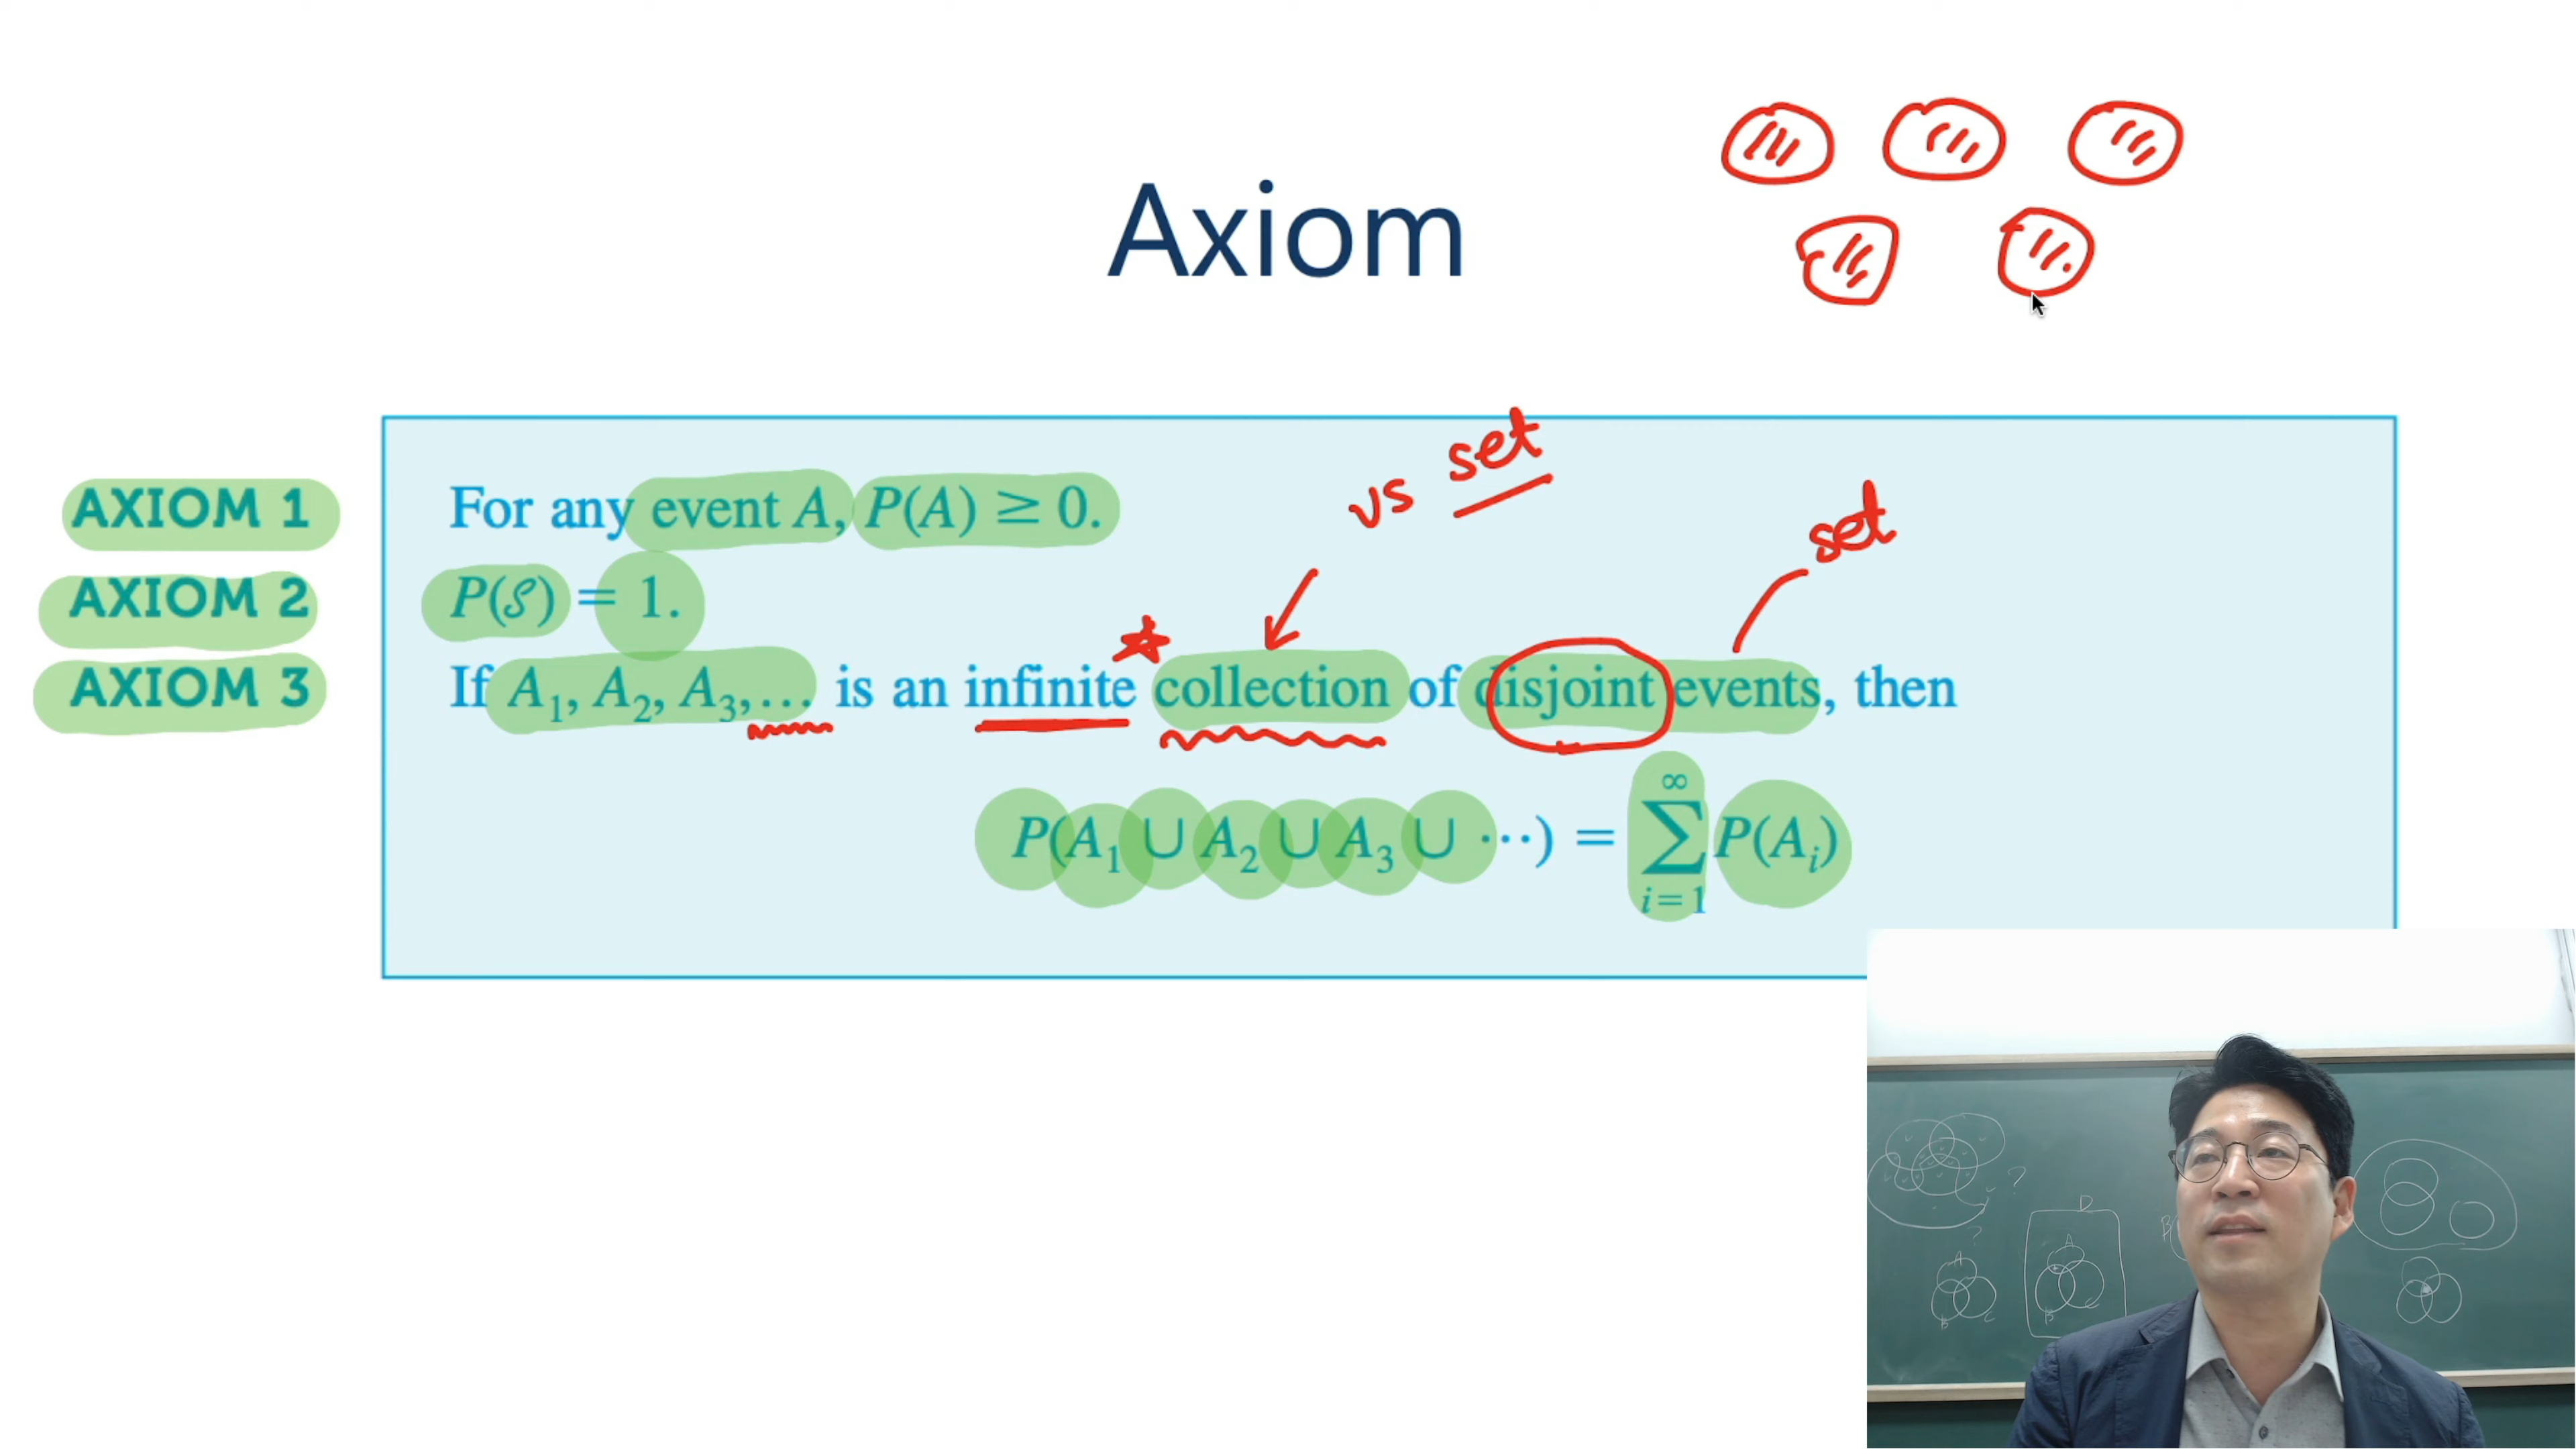 Axiom
vs set
set
AXIOM 1 For any event A, P(A) ≥ 0.
AXIOM 2 P(𝒮) = 1.
AXIOM 3 If A₁, A₂, A₃,… is an infinite collection of disjoint events, then
P(A₁ ∪ A₂ ∪ A₃ ∪ ⋯) = ∑_{i=1}^{∞} P(Aᵢ)
? 
?
D
A
A
B
C
B
C
B